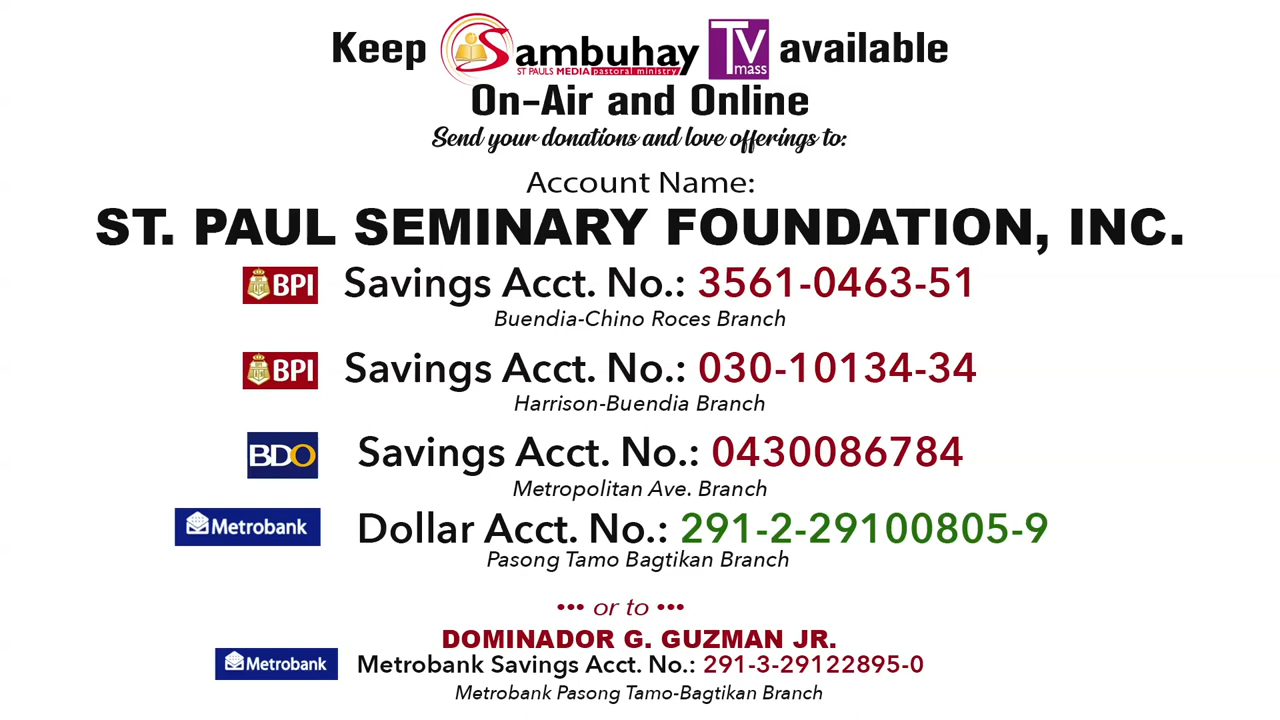 Keep Sambuhay TV mass available
ST PAULS MEDIA pastoral ministry
On-Air and Online
Send your donations and love offerings to:
Account Name:
ST. PAUL SEMINARY FOUNDATION, INC.
BPI Savings Acct. No.: 3561-0463-51
Buendia-Chino Roces Branch
BPI Savings Acct. No.: 030-10134-34
Harrison-Buendia Branch
BDO Savings Acct. No.: 0430086784
Metropolitan Ave. Branch
Metrobank Dollar Acct. No.: 291-2-29100805-9
Pasong Tamo Bagtikan Branch
••• or to •••
DOMINADOR G. GUZMAN JR.
Metrobank Metrobank Savings Acct. No.: 291-3-29122895-0
Metrobank Pasong Tamo-Bagtikan Branch